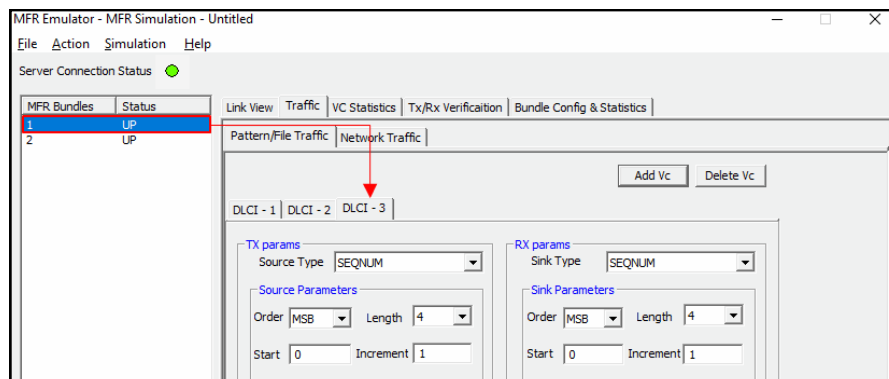 MFR Emulator - MFR Simulation - Untitled
File Action Simulation Help
Server Connection Status
MFR Bundles Status
1 UP
2 UP
Link View Traffic VC Statistics Tx/Rx Verificaition Bundle Config & Statistics
Pattern/File Traffic Network Traffic
Add Vc Delete Vc
DLCI - 1 DLCI - 2 DLCI - 3
TX params
Source Type SEQNUM
Source Parameters
Order MSB Length 4
Start 0 Increment 1
RX params
Sink Type SEQNUM
Sink Parameters
Order MSB Length 4
Start 0 Increment 1